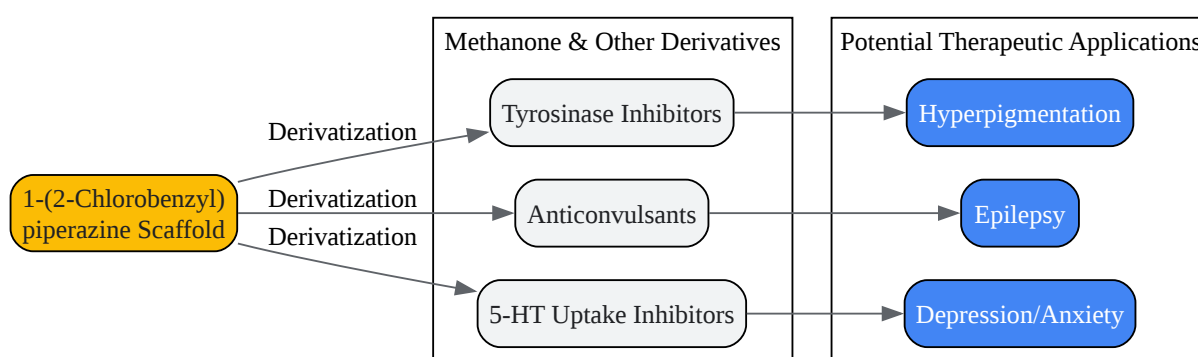 Methanone & Other Derivatives
Potential Therapeutic Applications
Derivatization
Tyrosinase Inhibitors
Hyperpigmentation
1-(2-Chlorobenzyl)
piperazine Scaffold
Derivatization
Anticonvulsants
Epilepsy
Derivatization
5-HT Uptake Inhibitors
Depression/Anxiety